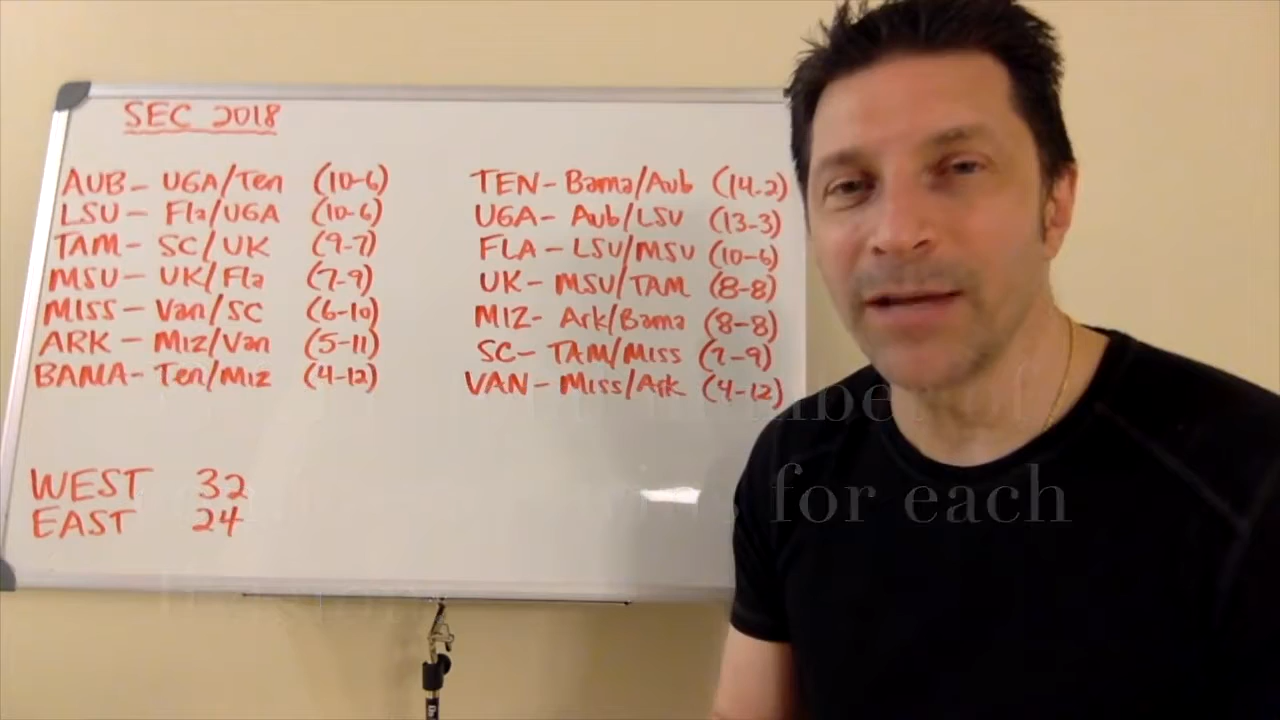 SEC 2018
AUB - UGA/Ten (10-6)
LSU - Fla/UGA (10-6)
TAM - SC/UK (9-7)
MSU - UK/Fla (7-9)
MISS - Van/SC (6-10)
ARK - Miz/Van (5-11)
BAMA - Ten/Miz (4-12)
TEN - Bama/Aub (14-2)
UGA - Aub/LSU (13-3)
FLA - LSU/MSU (10-6)
UK - MSU/TAM (8-8)
MIZ - Ark/Bama (8-8)
SC - TAM/Miss (7-9)
VAN - Miss/Ark (4-12)
WEST 32
EAST 24
number of
for each